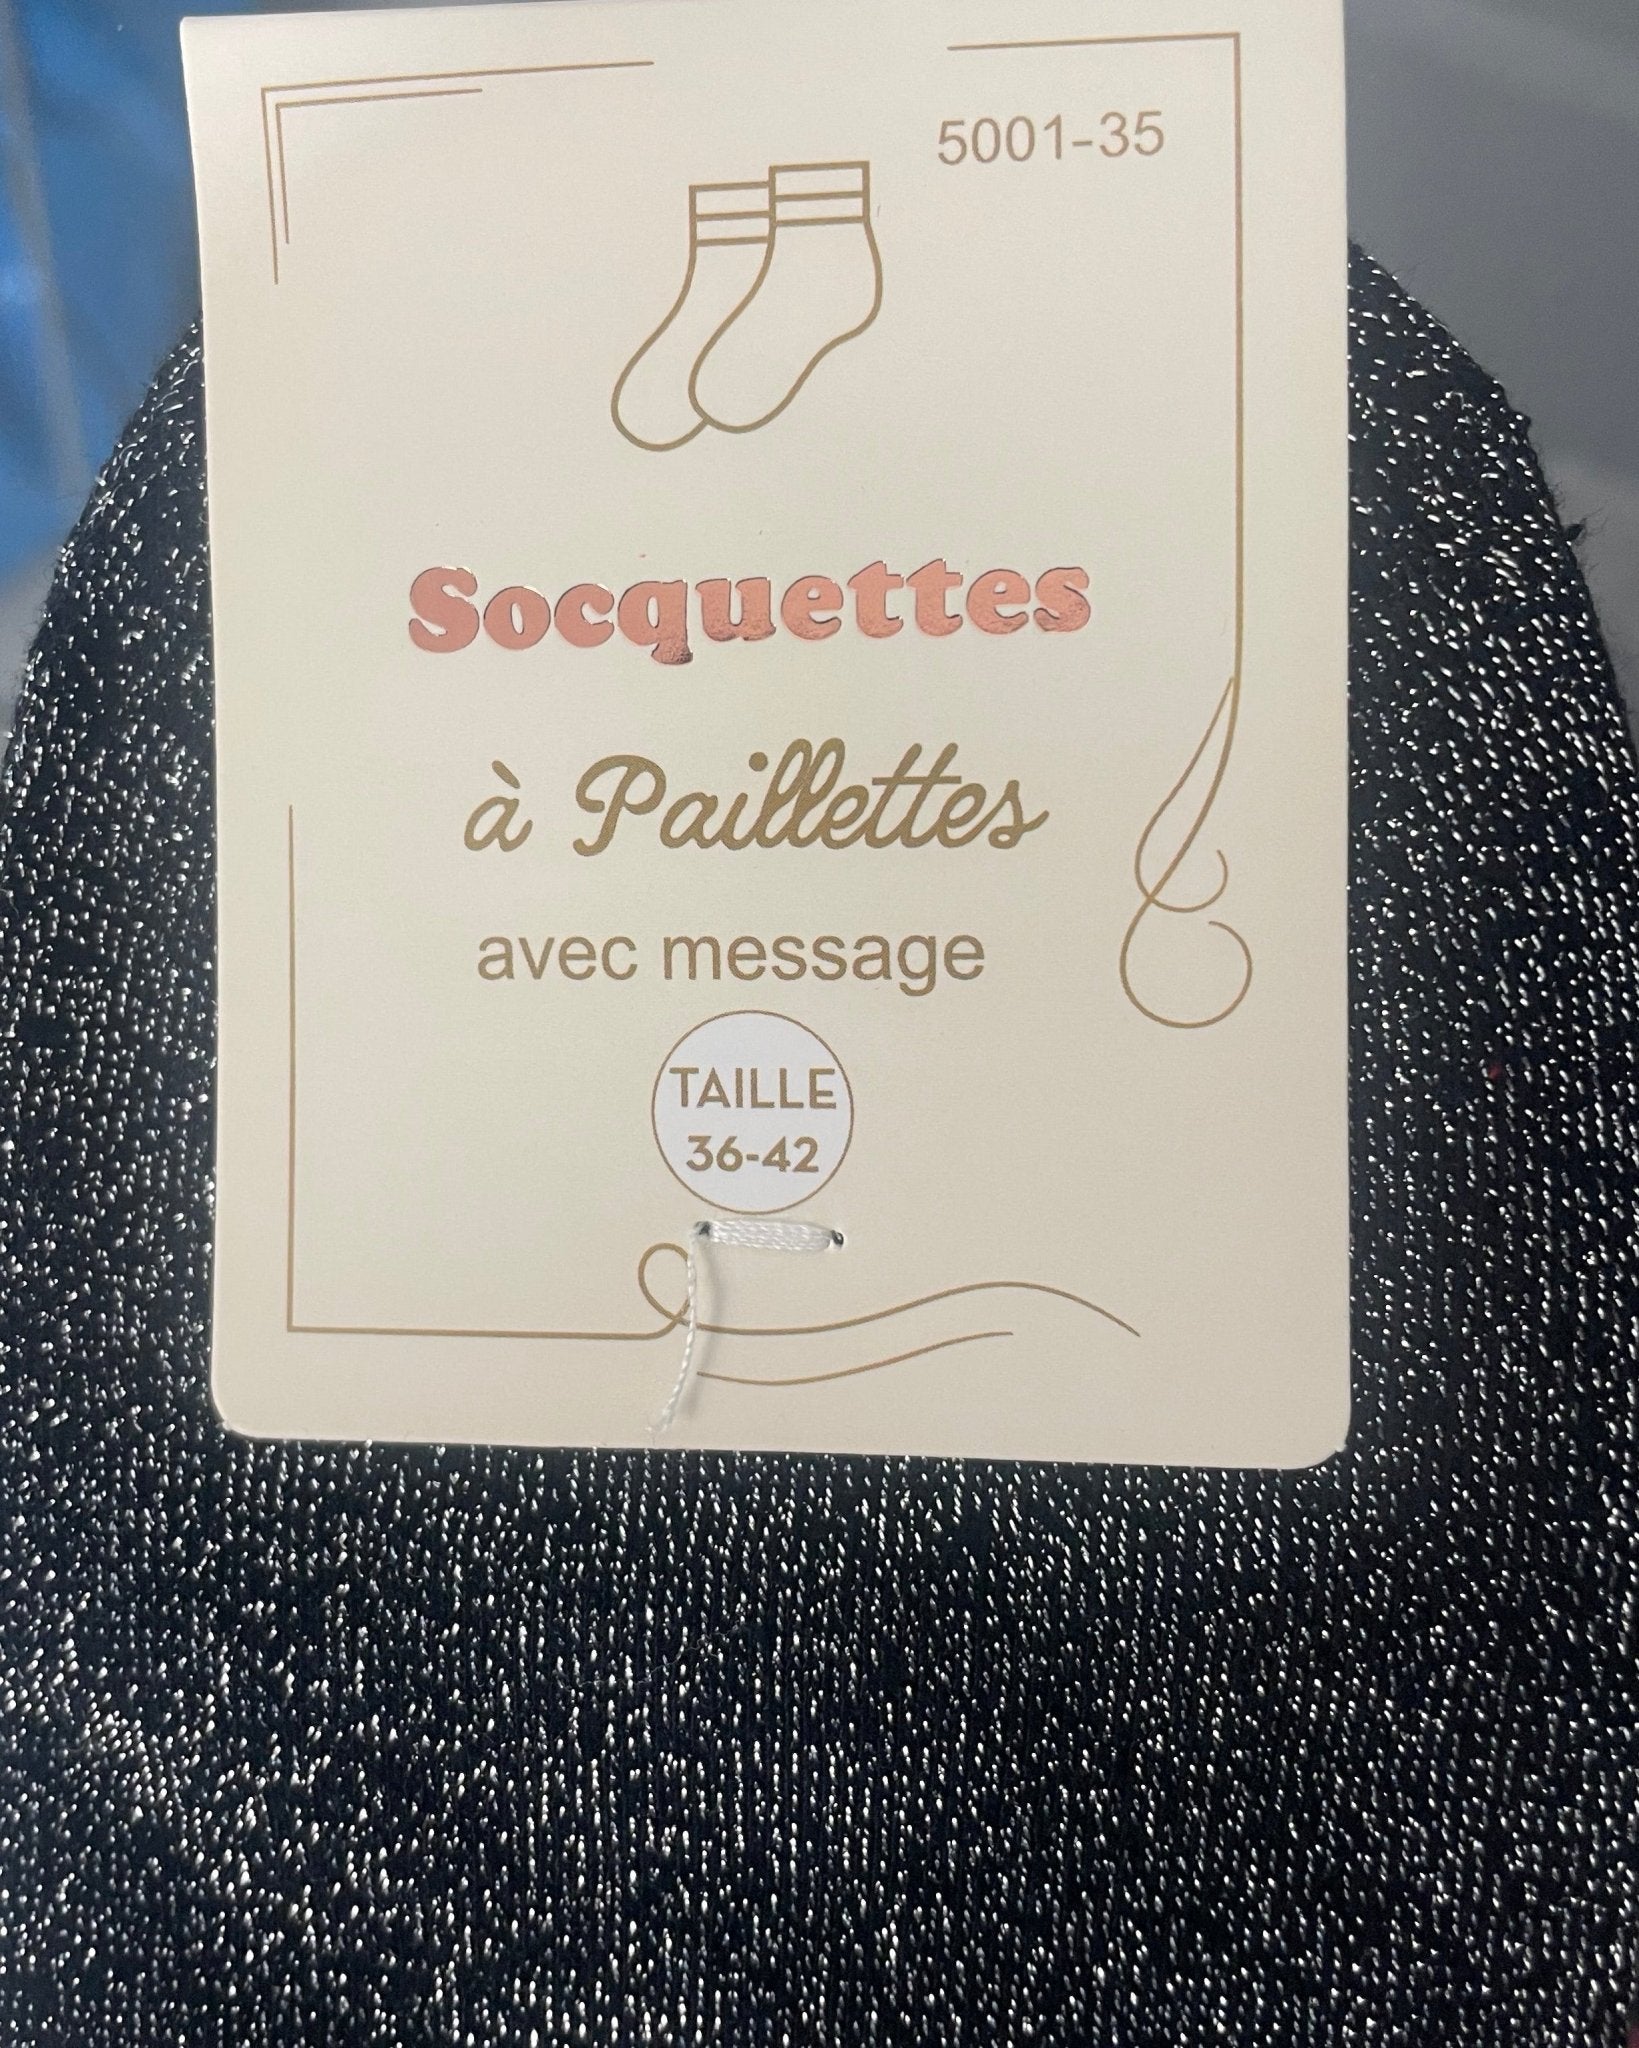 5001-35
Socquettes
à Paillettes
avec message
TAILLE
36-42